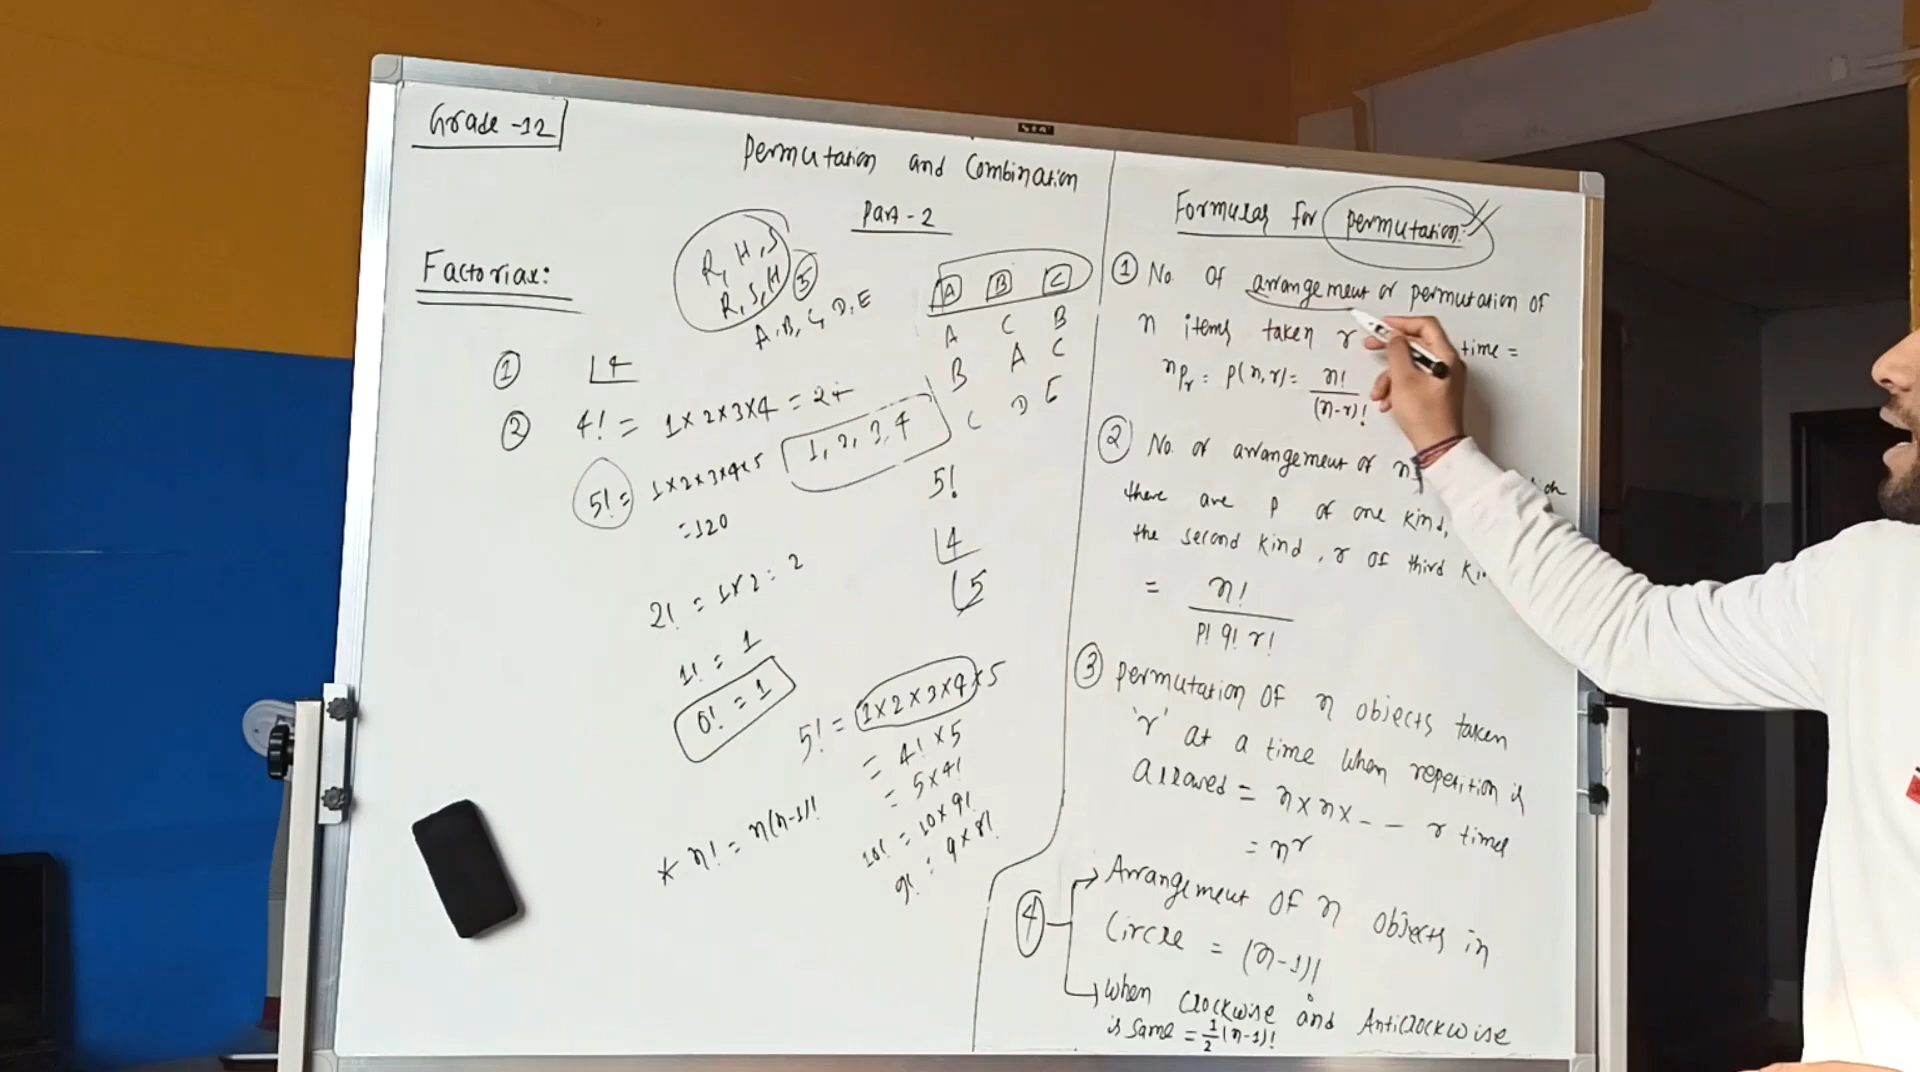 Grade -12
Permutation and Combination
Part - 2
Factorial:
R, H, S
R, S, H
5
A, B, C, D, E
A B C
A C B
B A C
C D E
① 4
② 4! = 1×2×3×4 = 24
1, 2, 3, 4
5! = 1×2×3×4×5
=120
5!
4
5
2! = 1×2 = 2
1! = 1
0! = 1
5! = 1×2×3×4×5
= 4! ×5
= 5×4!
10! = 10×9!
9! = 9×8!
* n! = n(n-1)!
Formulas for permutation:
① No. of arrangement or permutation of
n items taken r time =
nPr = P(n,r) = n!/(n-r)!
② No. of arrangement of n
there are p of one kind,
the second kind, r of third
= n!/p! q! r!
③ permutation of n objects taken
'r' at a time when repetition is
allowed = n×n×-- r times
= nʳ
④ → Arrangement of n objects in
Circle = (n-1)!
→ when clockwise and Anticlockwise
is same = ½(n-1)!